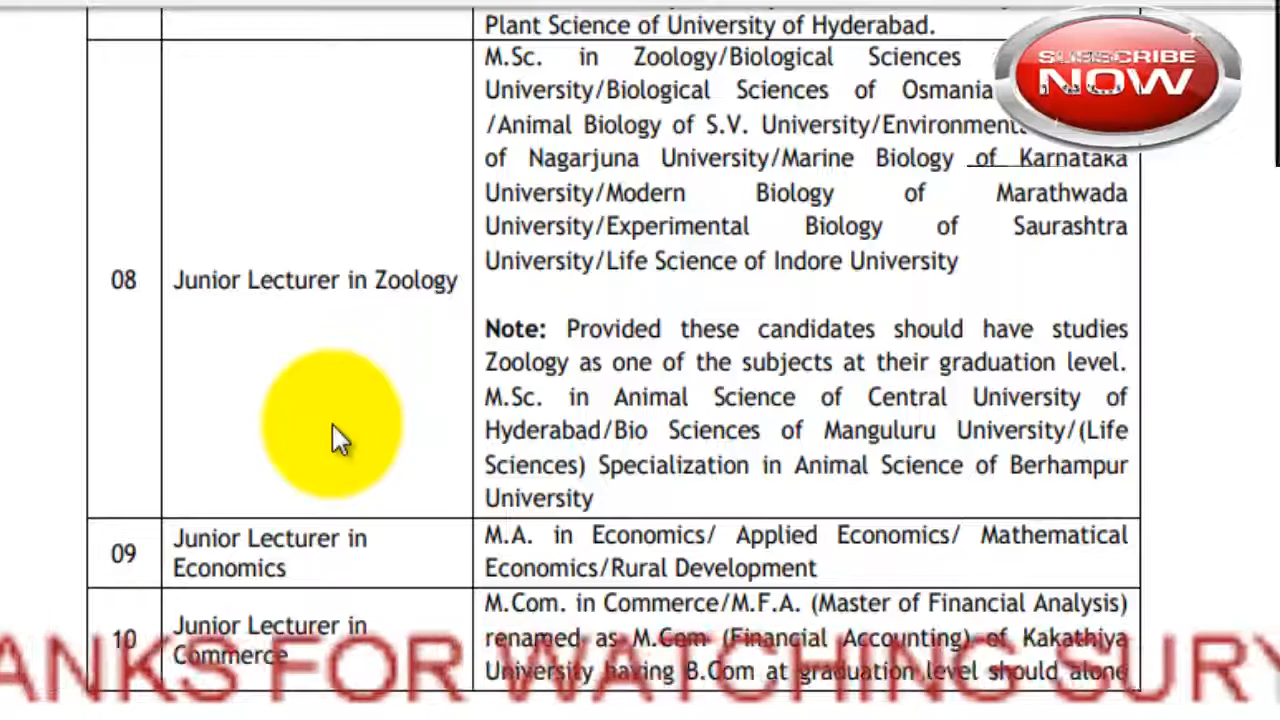 Plant Science of University of Hyderabad.
08
Junior Lecturer in Zoology
M.Sc. in Zoology/Biological Sciences
University/Biological Sciences of Osmania
/Animal Biology of S.V. University/Environment
of Nagarjuna University/Marine Biology of Karnataka
University/Modern Biology of Marathwada
University/Experimental Biology of Saurashtra
University/Life Science of Indore University
Note: Provided these candidates should have studies
Zoology as one of the subjects at their graduation level.
M.Sc. in Animal Science of Central University of
Hyderabad/Bio Sciences of Manguluru University/(Life
Sciences) Specialization in Animal Science of Berhampur
University
09
Junior Lecturer in
Economics
M.A. in Economics/ Applied Economics/ Mathematical
Economics/Rural Development
10
Junior Lecturer in
Commerce
M.Com. in Commerce/M.F.A. (Master of Financial Analysis)
renamed as M.Com (Financial Accounting) of Kakathiya
University having B.Com at graduation level should alone
SUBSCRIBE
NOW
ANKS FOR WATCHING SURY